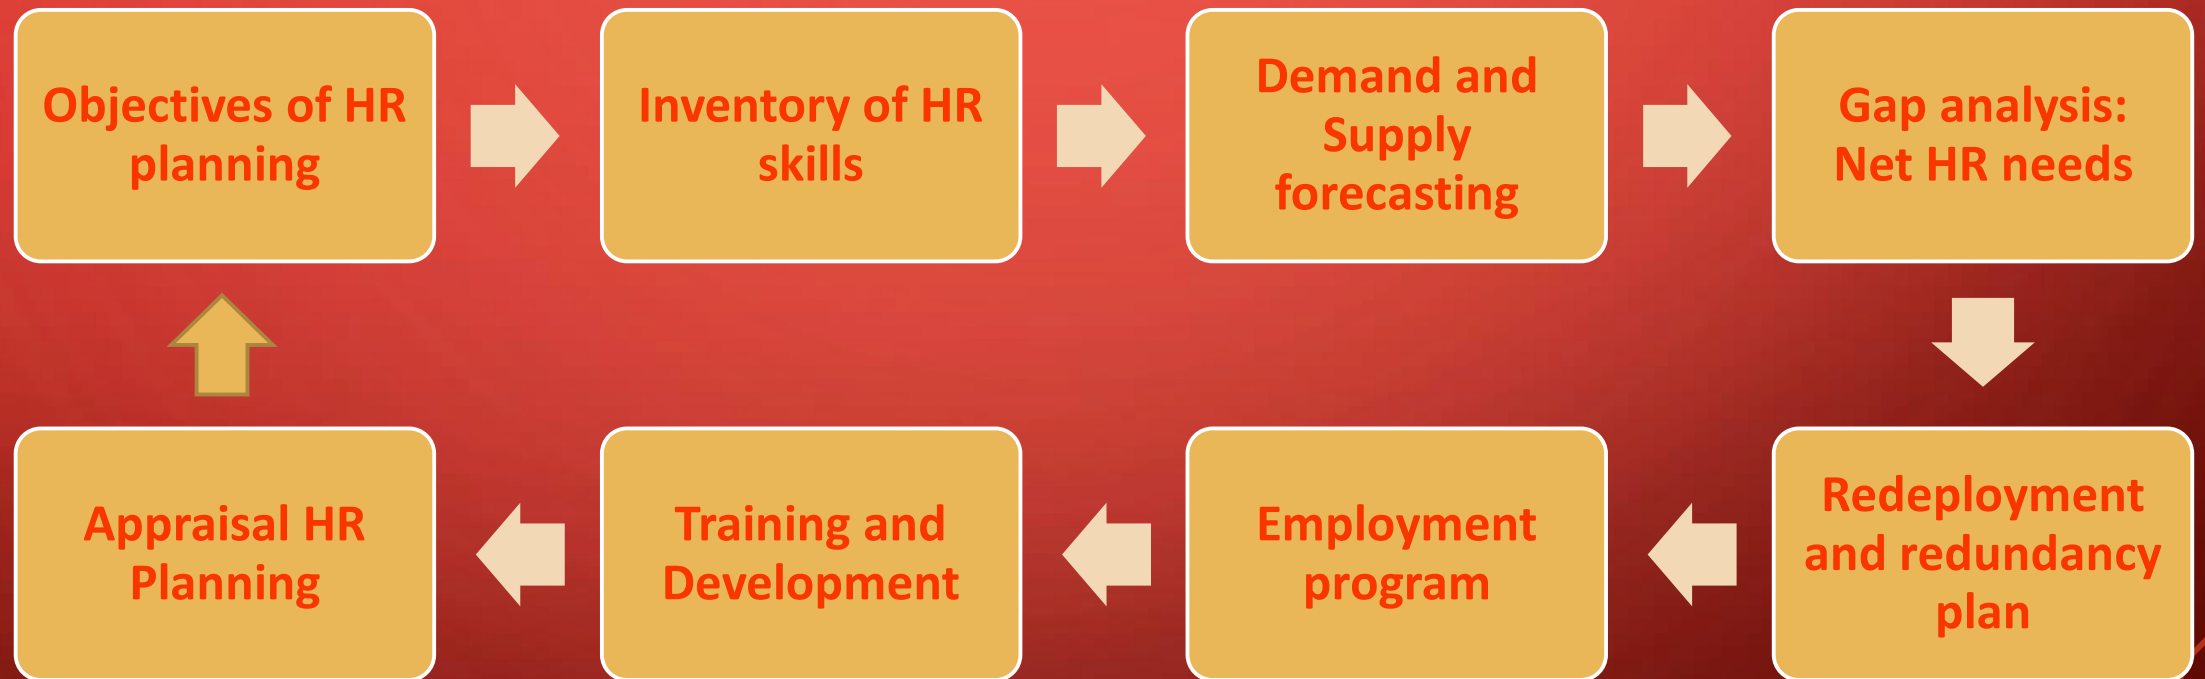 Objectives of HR
planning
Inventory of HR
skills
Demand and
Supply
forecasting
Gap analysis:
Net HR needs
Redeployment
and redundancy
plan
Employment
program
Training and
Development
Appraisal HR
Planning